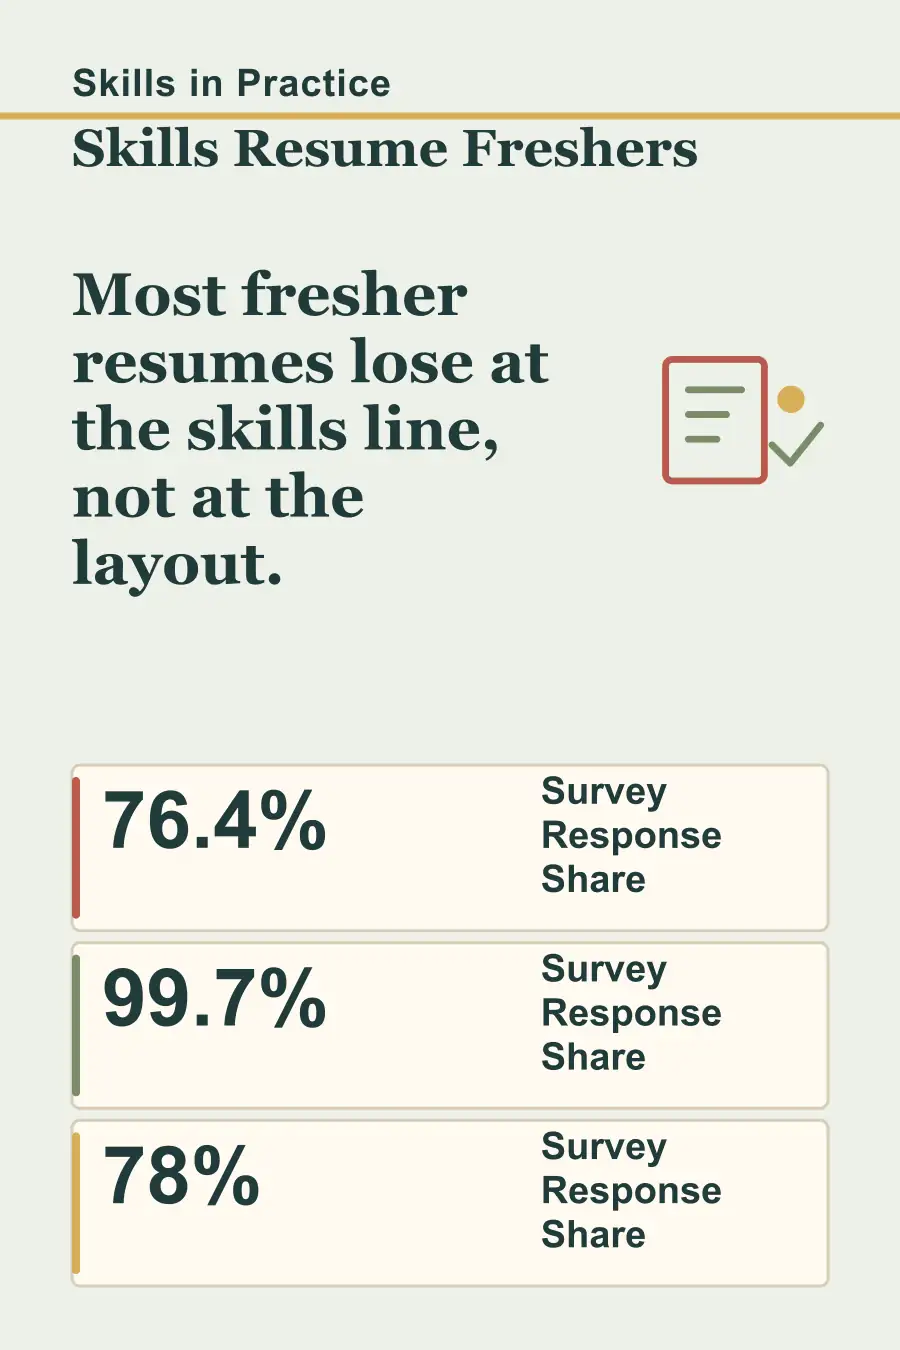 Skills in Practice
Skills Resume Freshers
Most fresher
resumes lose at
the skills line,
not at the
layout.
76.4%
Survey
Response
Share
99.7%
Survey
Response
Share
78%
Survey
Response
Share